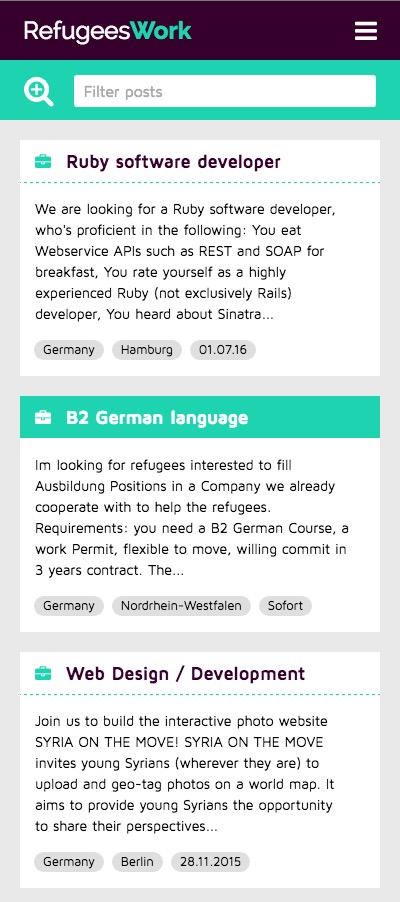 RefugeesWork
Filter posts
Ruby software developer
We are looking for a Ruby software developer,
who's proficient in the following: You eat
Webservice APIs such as REST and SOAP for
breakfast, You rate yourself as a highly
experienced Ruby (not exclusively Rails)
developer, You heard about Sinatra...
Germany Hamburg 01.07.16
B2 German language
Im looking for refugees interested to fill
Ausbildung Positions in a Company we already
cooperate with to help the refugees.
Requirements: you need a B2 German Course, a
work Permit, flexible to move, willing commit in
3 years contract. The...
Germany Nordrhein-Westfalen Sofort
Web Design / Development
Join us to build the interactive photo website
SYRIA ON THE MOVE! SYRIA ON THE MOVE
invites young Syrians (wherever they are) to
upload and geo-tag photos on a world map. It
aims to provide young Syrians the opportunity
to share their perspectives...
Germany Berlin 28.11.2015